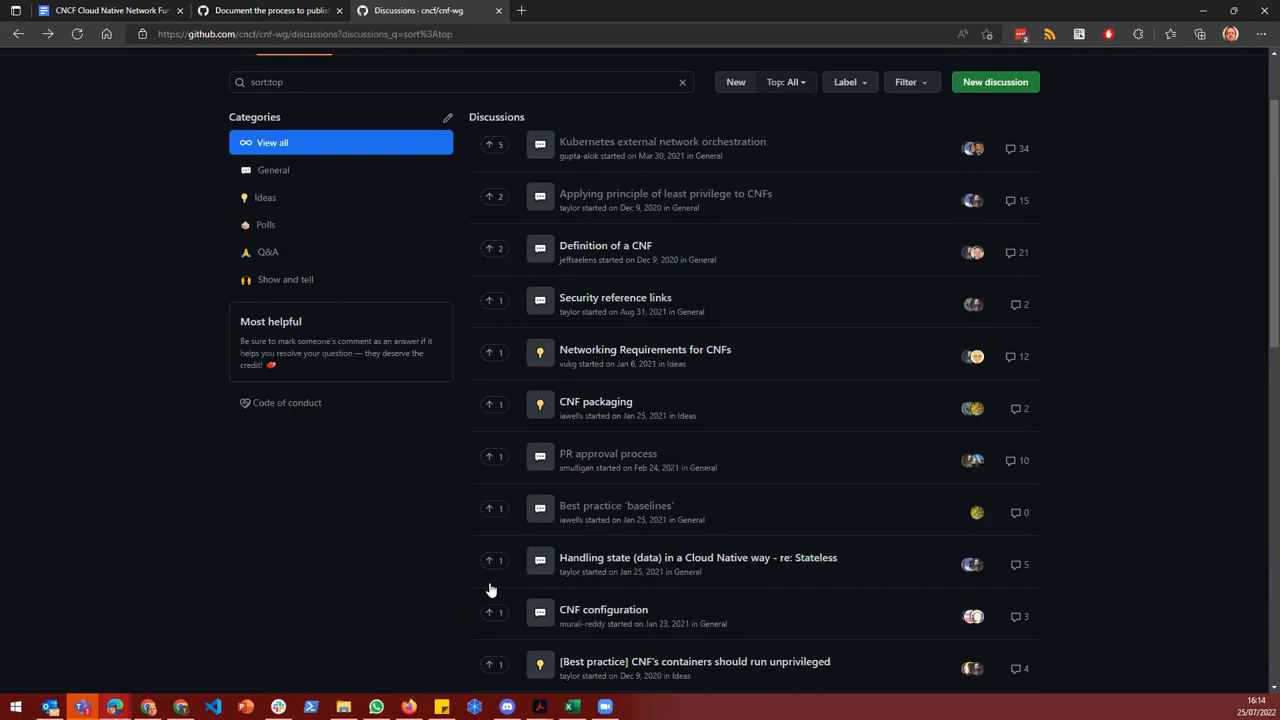 CNCF Cloud Native Network Fur
Document the process to publis
Discussions · cncf/cnf-wg
https://github.com/cncf/cnf-wg/discussions?discussions_q=sort%3Atop
2
sort:top
New
Top: All
Label
Filter
New discussion
Categories
View all
General
Ideas
Polls
Q&A
Show and tell
Most helpful
Be sure to mark someone's comment as an answer if it
helps you resolve your question — they deserve the
credit!
Code of conduct
Discussions
5
Kubernetes external network orchestration
34
gupta-alok started on Mar 30, 2021 in General
2
Applying principle of least privilege to CNFs
15
taylor started on Dec 9, 2020 in General
2
Definition of a CNF
21
jeffsaelens started on Dec 9, 2020 in General
1
Security reference links
2
taylor started on Aug 31, 2021 in General
1
Networking Requirements for CNFs
12
vukg started on Jan 6, 2021 in Ideas
1
CNF packaging
2
iawells started on Jan 25, 2021 in Ideas
1
PR approval process
10
xmulligan started on Feb 24, 2021 in General
1
Best practice 'baselines'
0
iawells started on Jan 25, 2021 in General
1
Handling state (data) in a Cloud Native way - re: Stateless
5
taylor started on Jan 25, 2021 in General
1
CNF configuration
3
murali-reddy started on Jan 23, 2021 in General
1
[Best practice] CNF's containers should run unprivileged
4
taylor started on Dec 9, 2020 in Ideas
16:14
25/07/2022